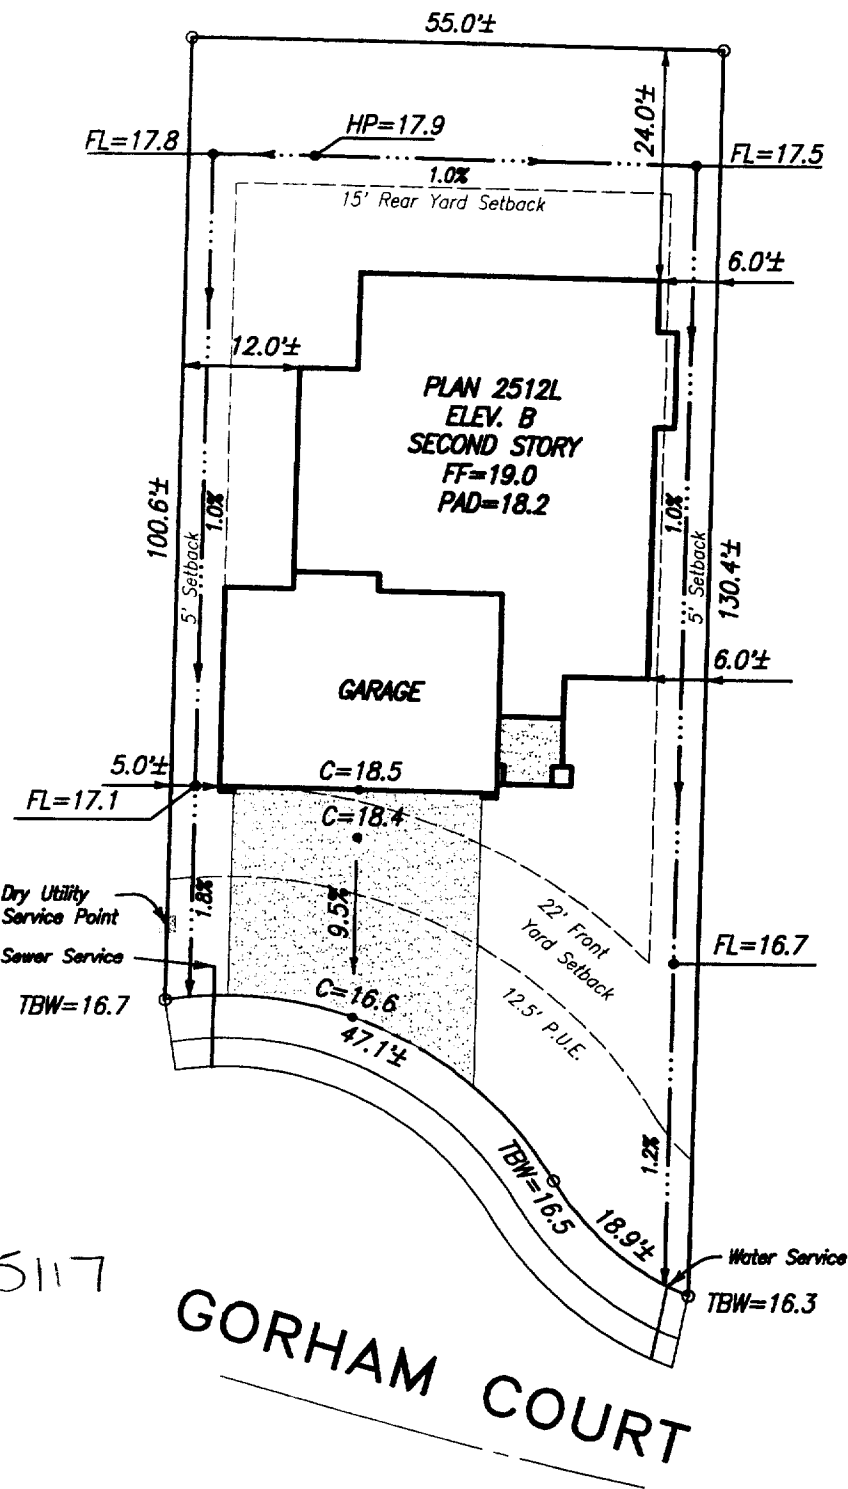 55.0'±
HP=17.9
FL=17.8
24.0'±
FL=17.5
1.0%
15' Rear Yard Setback
6.0'±
12.0'±
PLAN 2512L
ELEV. B
SECOND STORY
FF=19.0
PAD=18.2
100.6'±
1.0%
5' Setback
1.0%
5' Setback
130.4'±
GARAGE
6.0'±
5.0'±
C=18.5
FL=17.1
C=18.4
Dry Utility
Service Point
1.8%
9.5%
22' Front
Yard Setback
FL=16.7
Sewer Service
TBW=16.7
C=16.6
12.5' P.U.E.
47.1'±
TBW=16.5
1.2%
18.9'±
Water Service
TBW=16.3
5117
GORHAM COURT